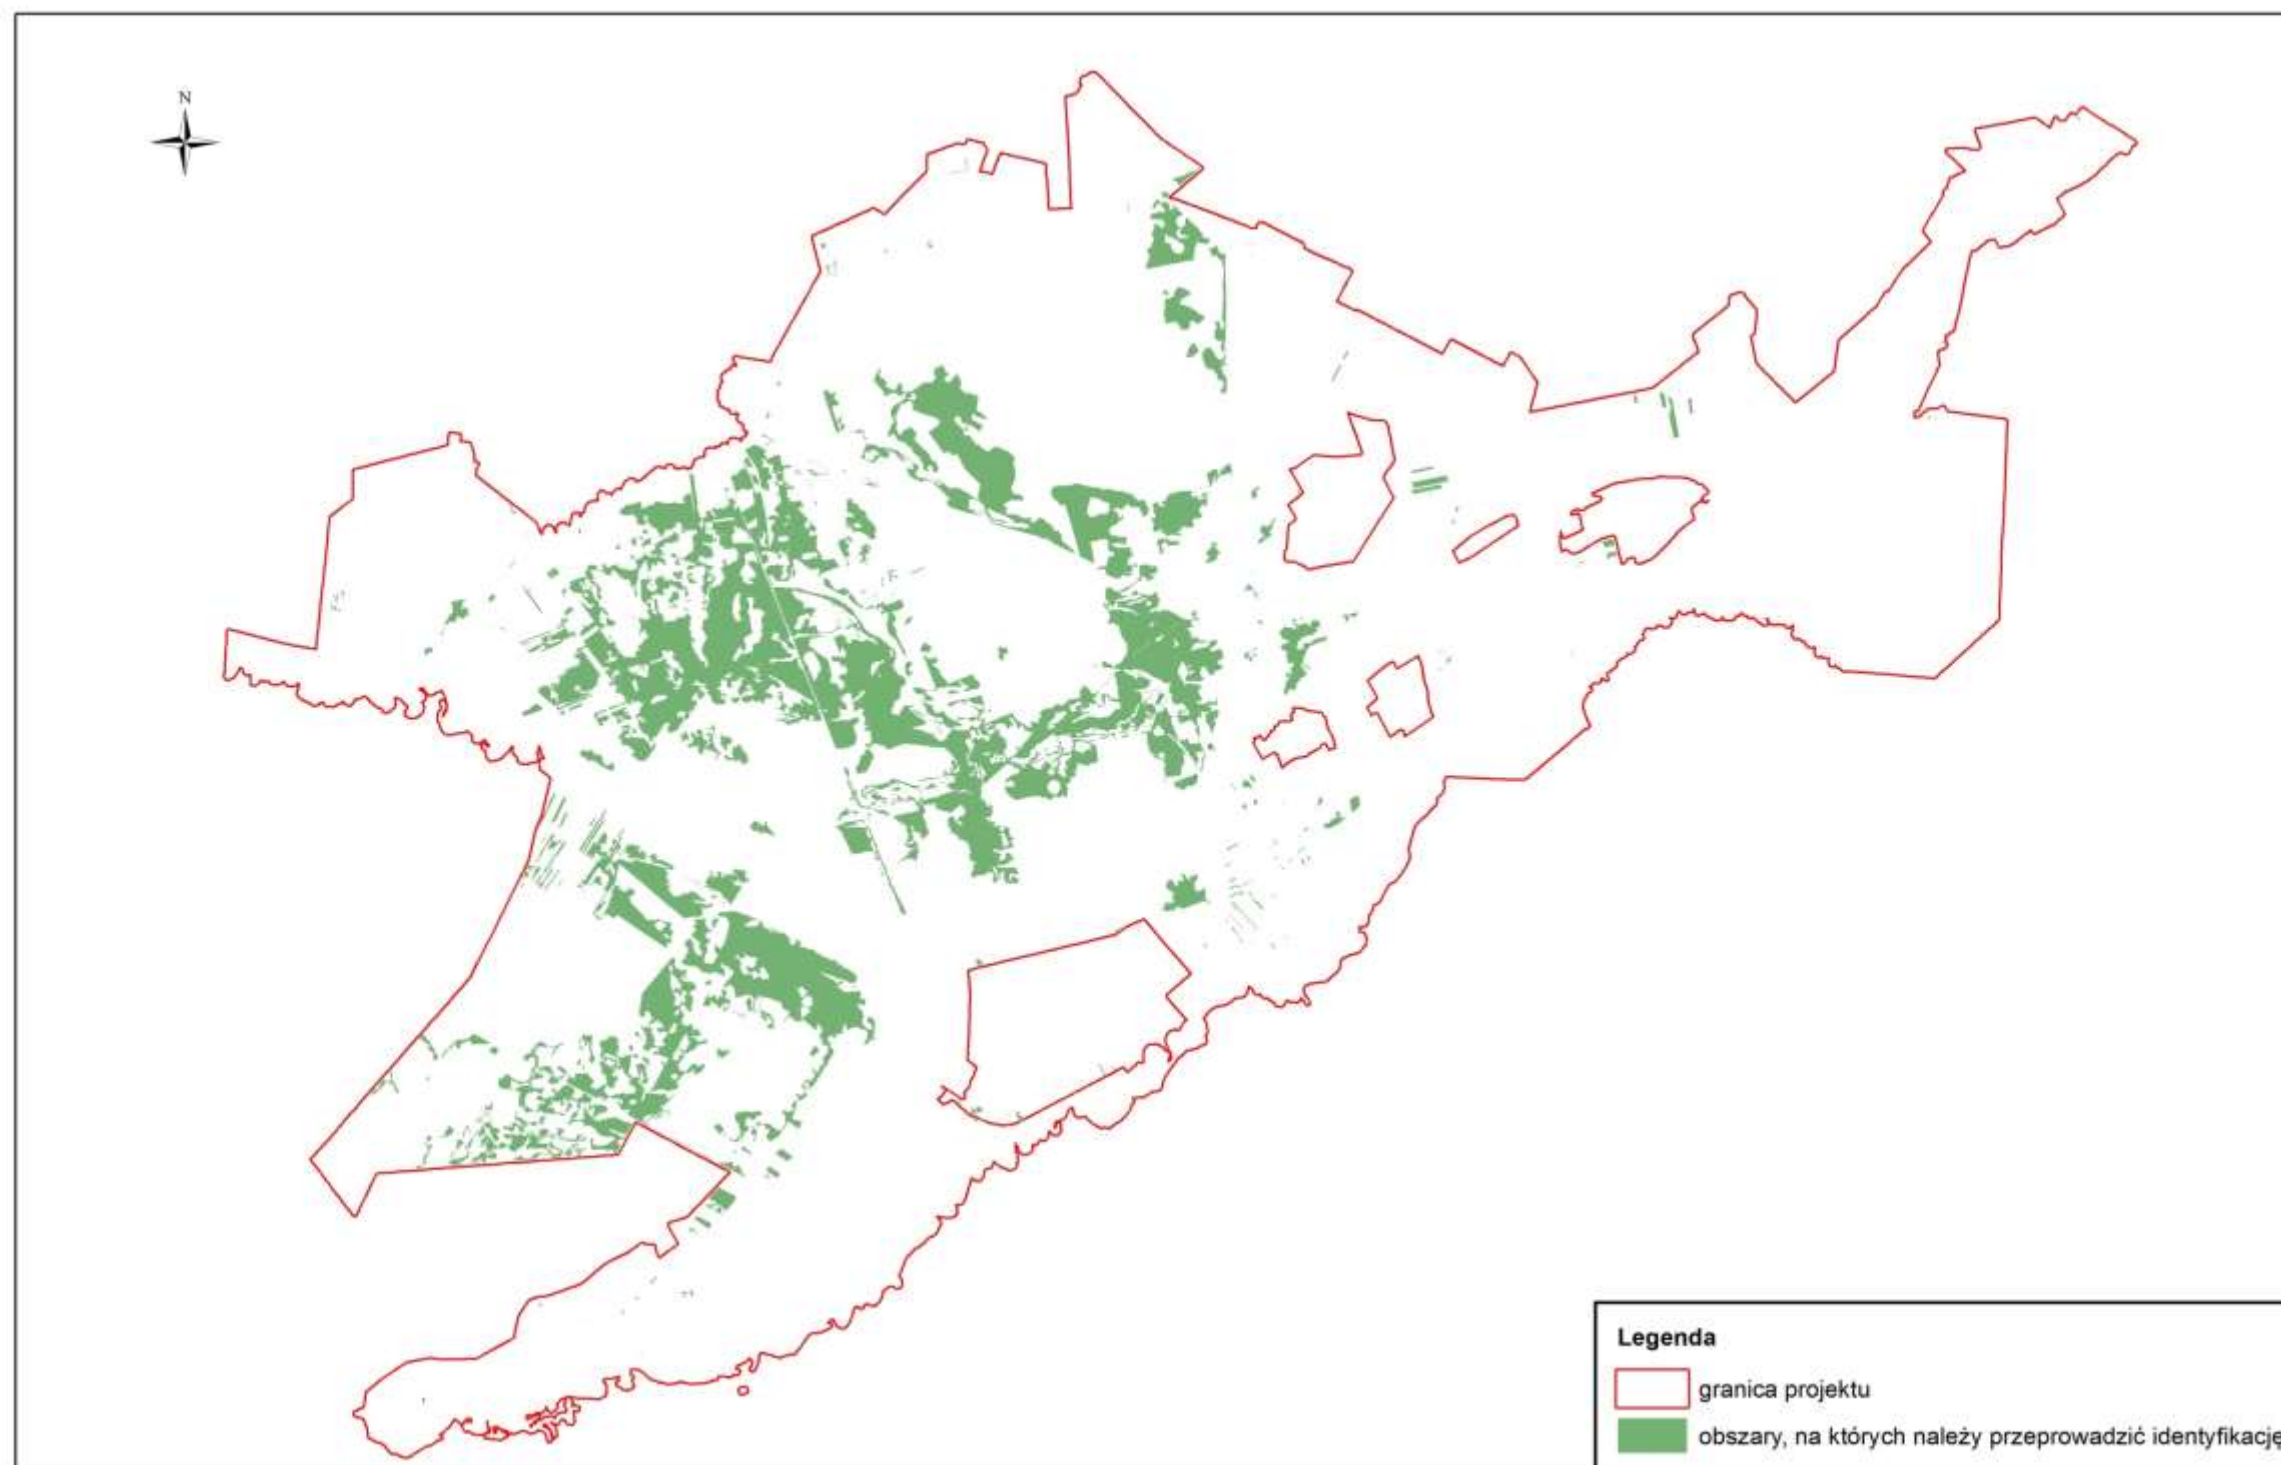 N
Legenda
granica projektu
obszary, na których należy przeprowadzić identyfikację